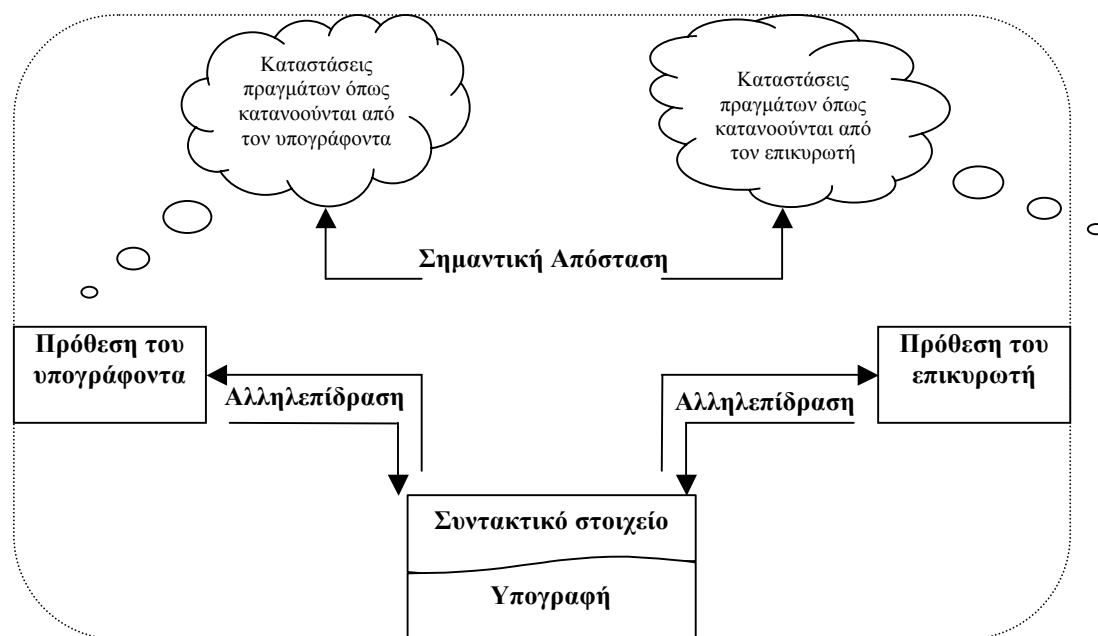 Καταστάσεις
πραγμάτων όπως
κατανοούνται από
τον υπογράφοντα
Καταστάσεις
πραγμάτων όπως
κατανοούνται από
τον επικυρωτή
Σημαντική Απόσταση
Πρόθεση του
υπογράφοντα
Πρόθεση του
επικυρωτή
Αλληλεπίδραση
Αλληλεπίδραση
Συντακτικό στοιχείο
Υπογραφή